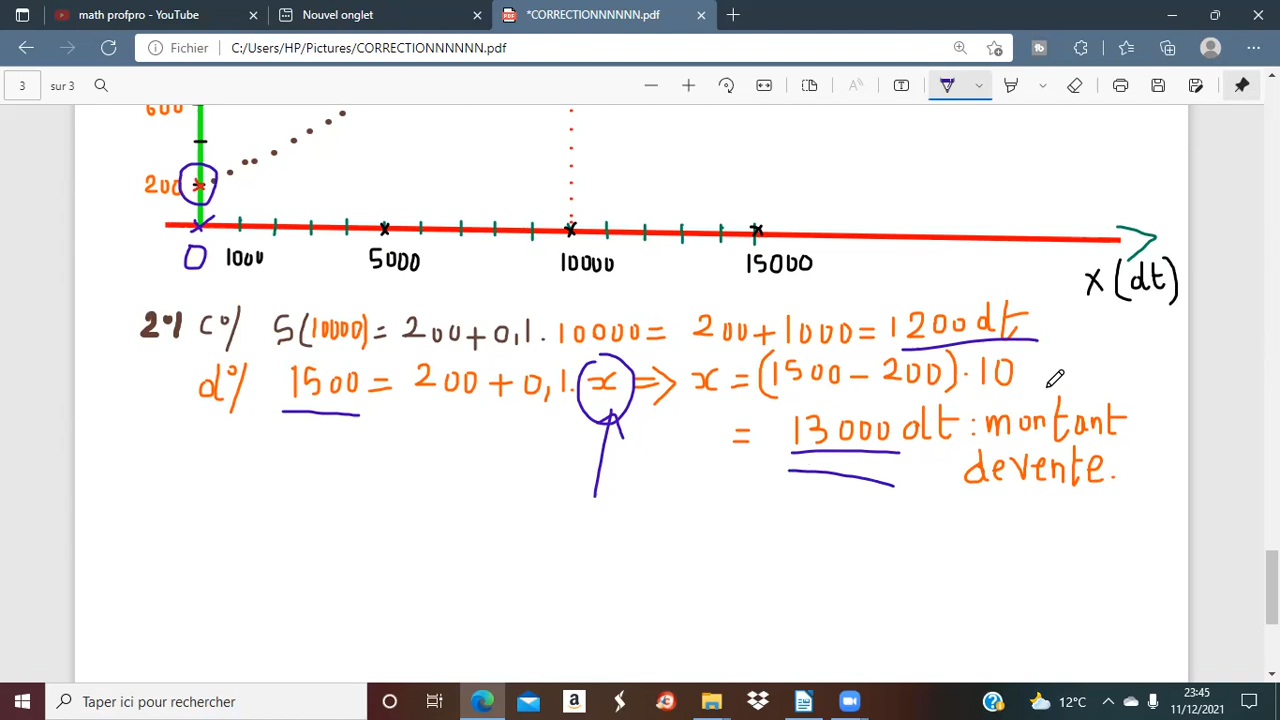 math profpro - YouTube
Nouvel onglet
*CORRECTIONNNNNN.pdf
Fichier
C:/Users/HP/Pictures/CORRECTIONNNNNN.pdf
3
sur 3
600
200
0
1000
5000
10000
15000
x (dt)
2°/ c°/ S(10000) = 200 + 0,1 . 10000 = 200 + 1000 = 1200 dt
d°/ 1500 = 200 + 0,1 . x => x = (1500 - 200) . 10
= 13000 dt : montant
de vente.
Taper ici pour rechercher
12°C
23:45
11/12/2021